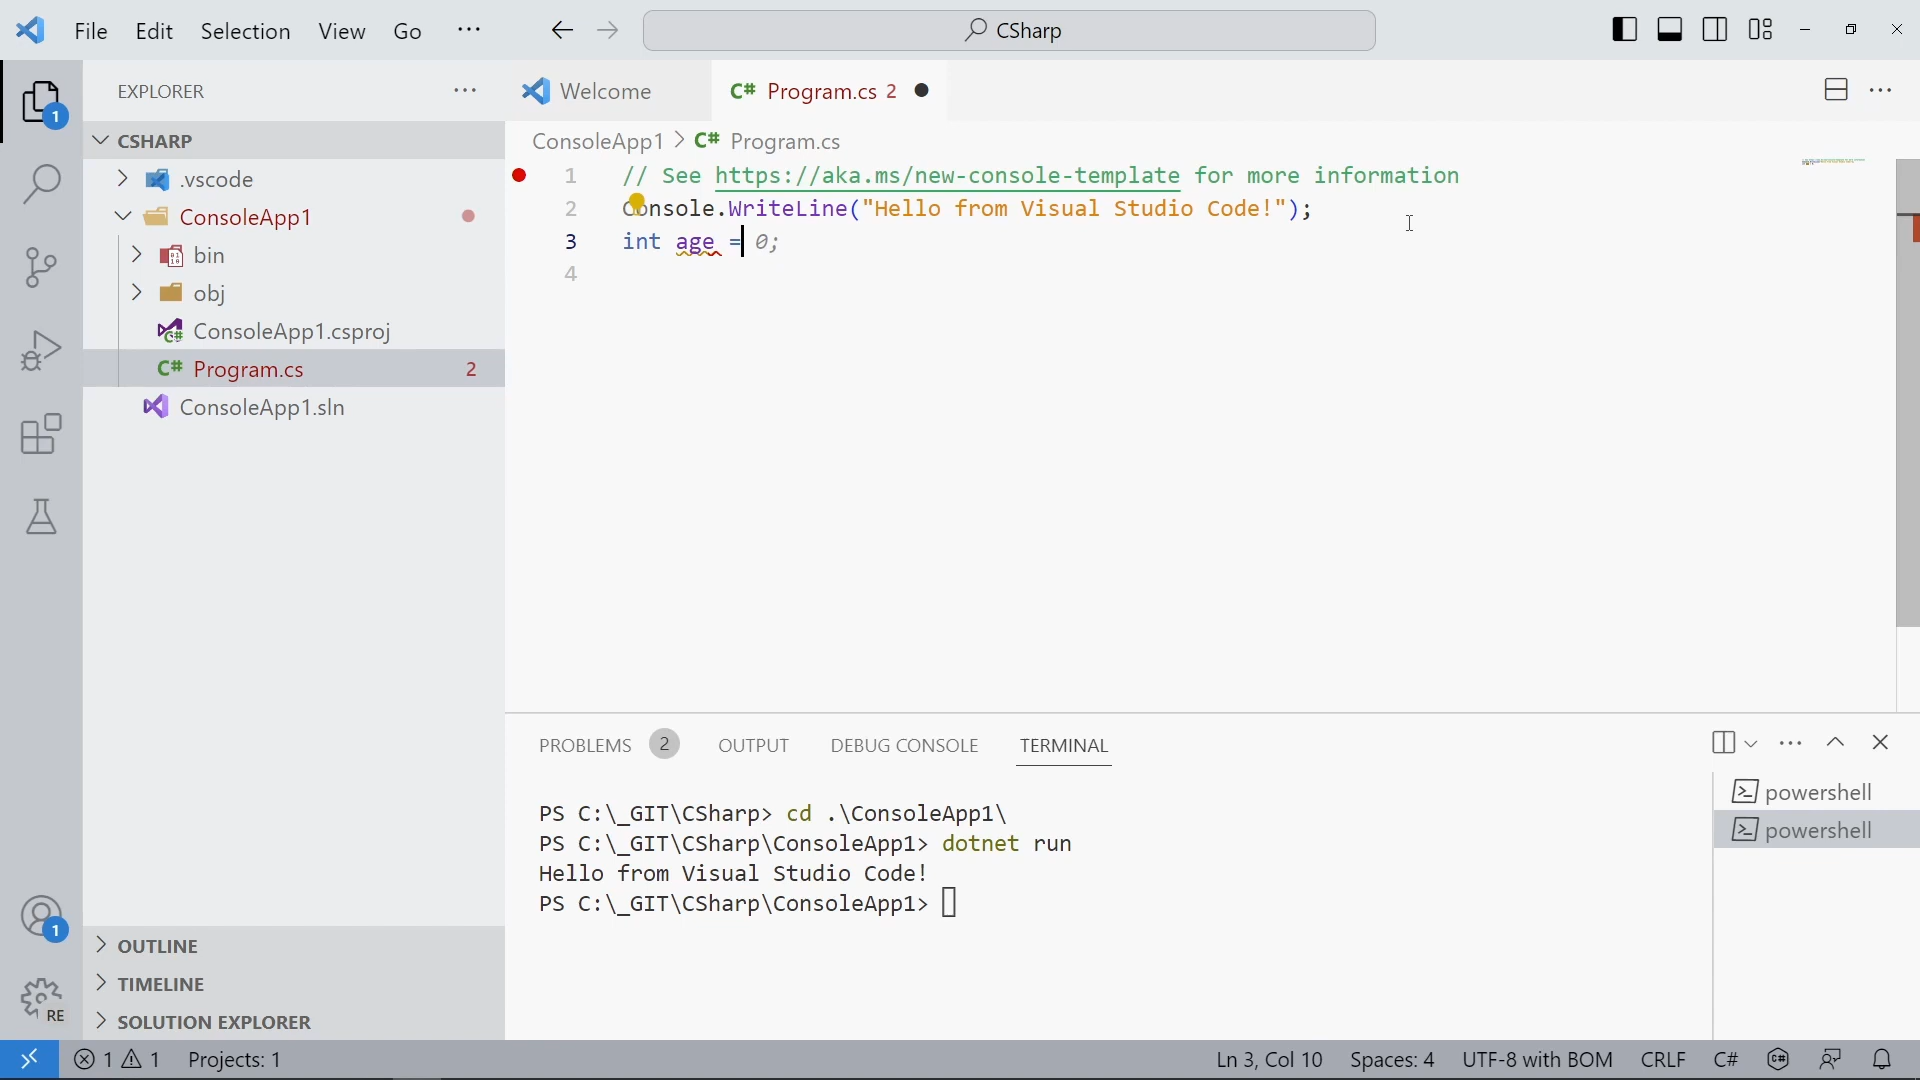 File Edit Selection View Go ··· CSharp
EXPLORER ···
Welcome C# Program.cs 2
1
CSHARP
ConsoleApp1 > C# Program.cs
.vscode
ConsoleApp1
bin
obj
ConsoleApp1.csproj
C# Program.cs 2
ConsoleApp1.sln
1 // See https://aka.ms/new-console-template for more information
2 Console.WriteLine("Hello from Visual Studio Code!");
3 int age = 0;
4
PROBLEMS 2 OUTPUT DEBUG CONSOLE TERMINAL
PS C:\_GIT\CSharp> cd .\ConsoleApp1\
PS C:\_GIT\CSharp\ConsoleApp1> dotnet run
Hello from Visual Studio Code!
PS C:\_GIT\CSharp\ConsoleApp1>
powershell
powershell
1
RE
OUTLINE
TIMELINE
SOLUTION EXPLORER
1 1 Projects: 1 Ln 3, Col 10 Spaces: 4 UTF-8 with BOM CRLF C#